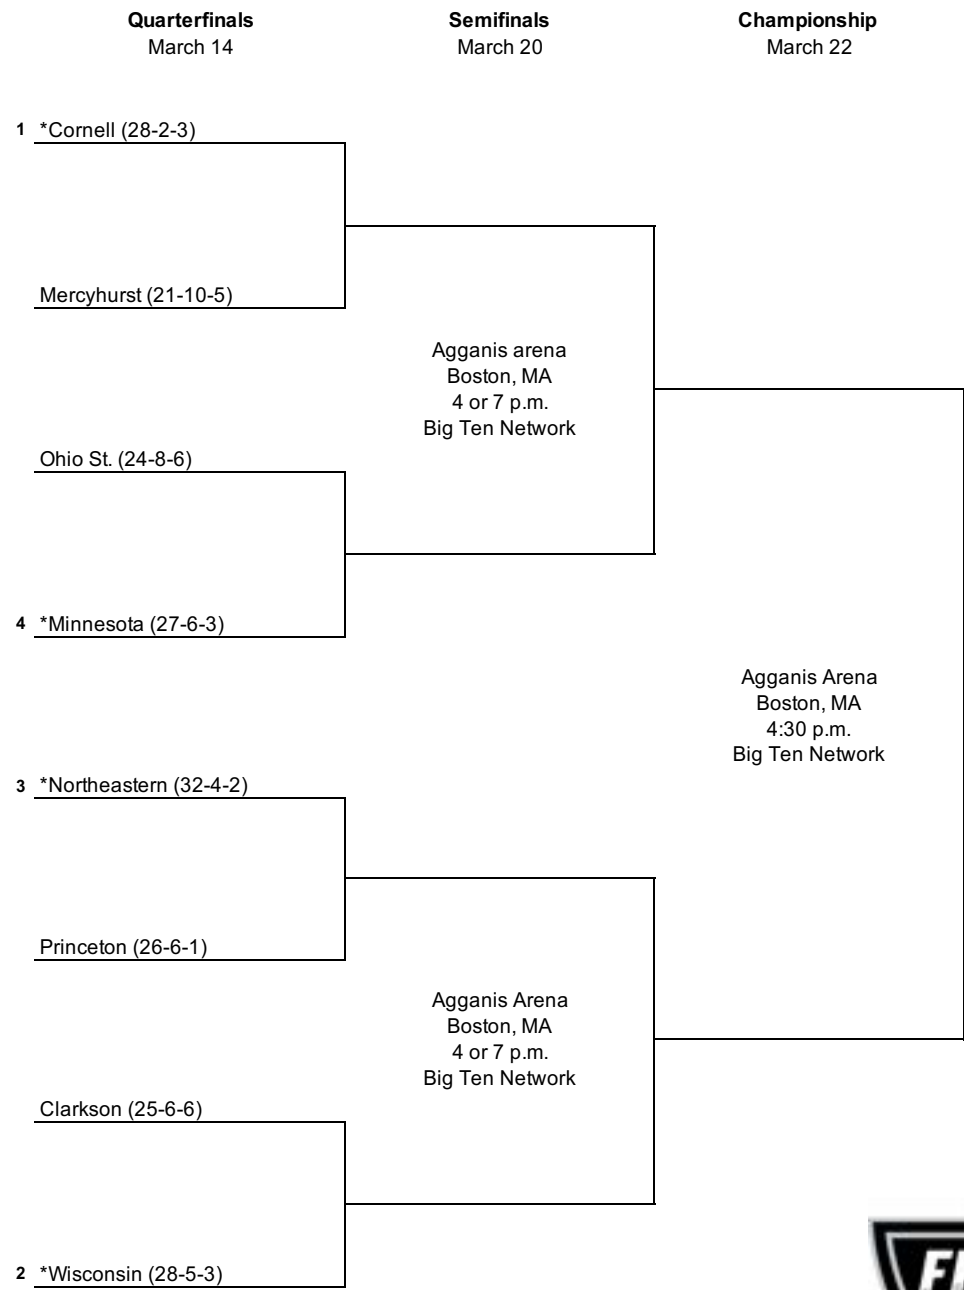 Quarterfinals
March 14
Semifinals
March 20
Championship
March 22
1 *Cornell (28-2-3)
Mercyhurst (21-10-5)
Agganis arena
Boston, MA
4 or 7 p.m.
Big Ten Network
Ohio St. (24-8-6)
4 *Minnesota (27-6-3)
Agganis Arena
Boston, MA
4:30 p.m.
Big Ten Network
3 *Northeastern (32-4-2)
Princeton (26-6-1)
Agganis Arena
Boston, MA
4 or 7 p.m.
Big Ten Network
Clarkson (25-6-6)
2 *Wisconsin (28-5-3)